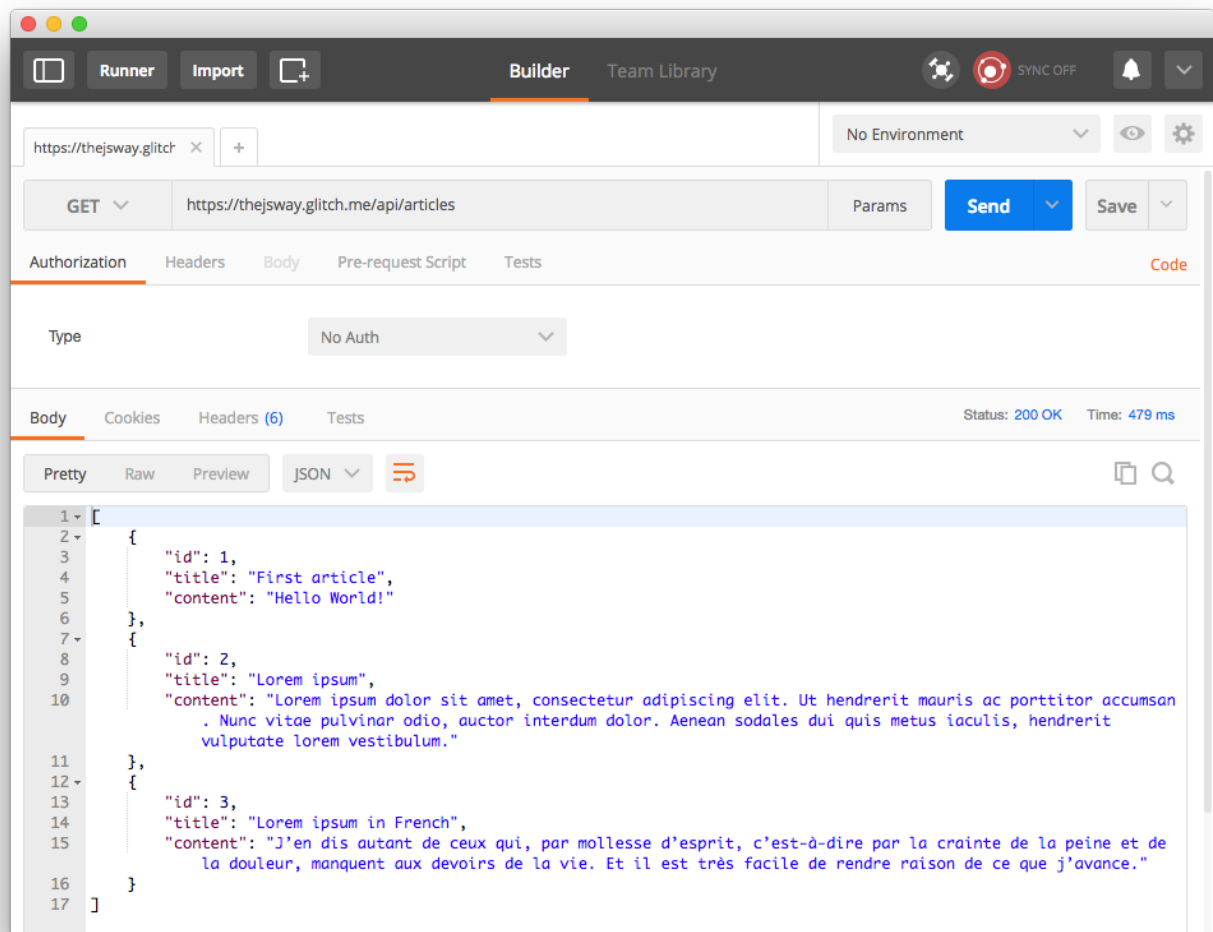 Runner Import Builder Team Library SYNC OFF
https://thejsway.glitch No Environment
GET https://thejsway.glitch.me/api/articles Params Send Save
Authorization Headers Body Pre-request Script Tests Code
Type No Auth
Body Cookies Headers (6) Tests Status: 200 OK Time: 479 ms
Pretty Raw Preview JSON
1 [
2 {
3 "id": 1,
4 "title": "First article",
5 "content": "Hello World!"
6 },
7 {
8 "id": 2,
9 "title": "Lorem ipsum",
10 "content": "Lorem ipsum dolor sit amet, consectetur adipiscing elit. Ut hendrerit mauris ac porttitor accumsan
. Nunc vitae pulvinar odio, auctor interdum dolor. Aenean sodales dui quis metus iaculis, hendrerit
vulputate lorem vestibulum."
11 },
12 {
13 "id": 3,
14 "title": "Lorem ipsum in French",
15 "content": "J’en dis autant de ceux qui, par mollesse d’esprit, c’est-à-dire par la crainte de la peine et de
la douleur, manquent aux devoirs de la vie. Et il est très facile de rendre raison de ce que j’avance."
16 }
17 ]